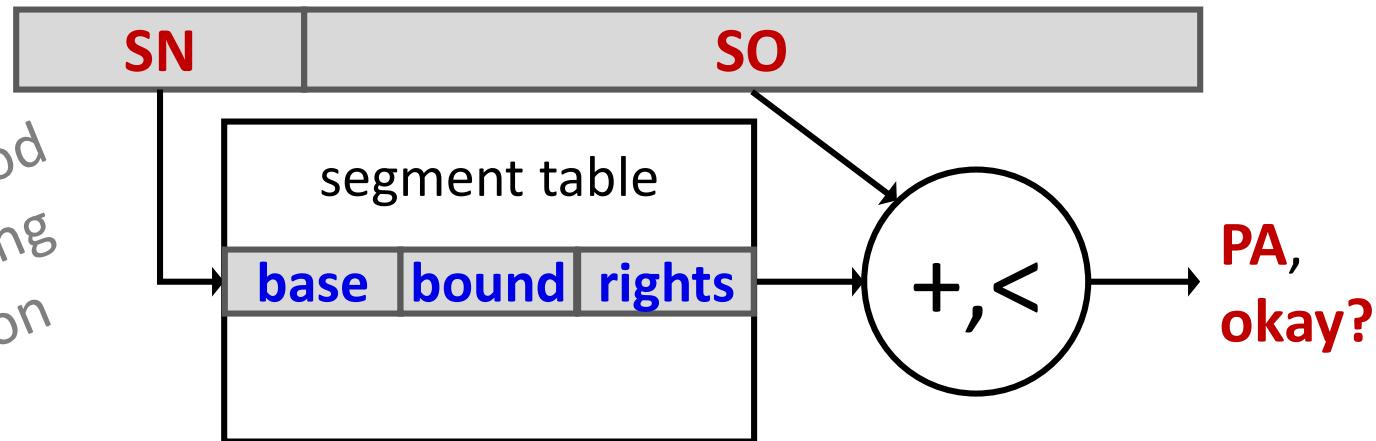 SN SO
segment table
base bound rights
+,<
PA,
okay?